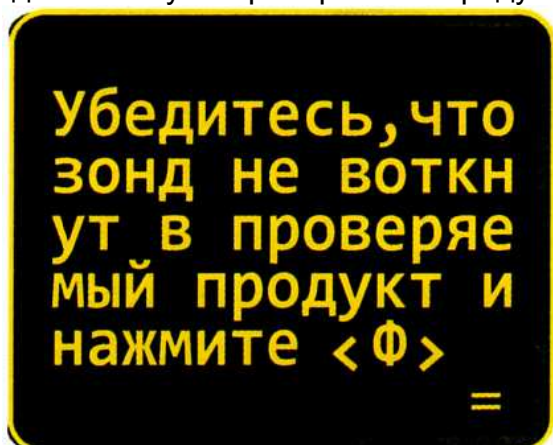 Убедитесь,что
зонд не воткн
ут в проверяе
мый продукт и
нажмите <Ф>
=